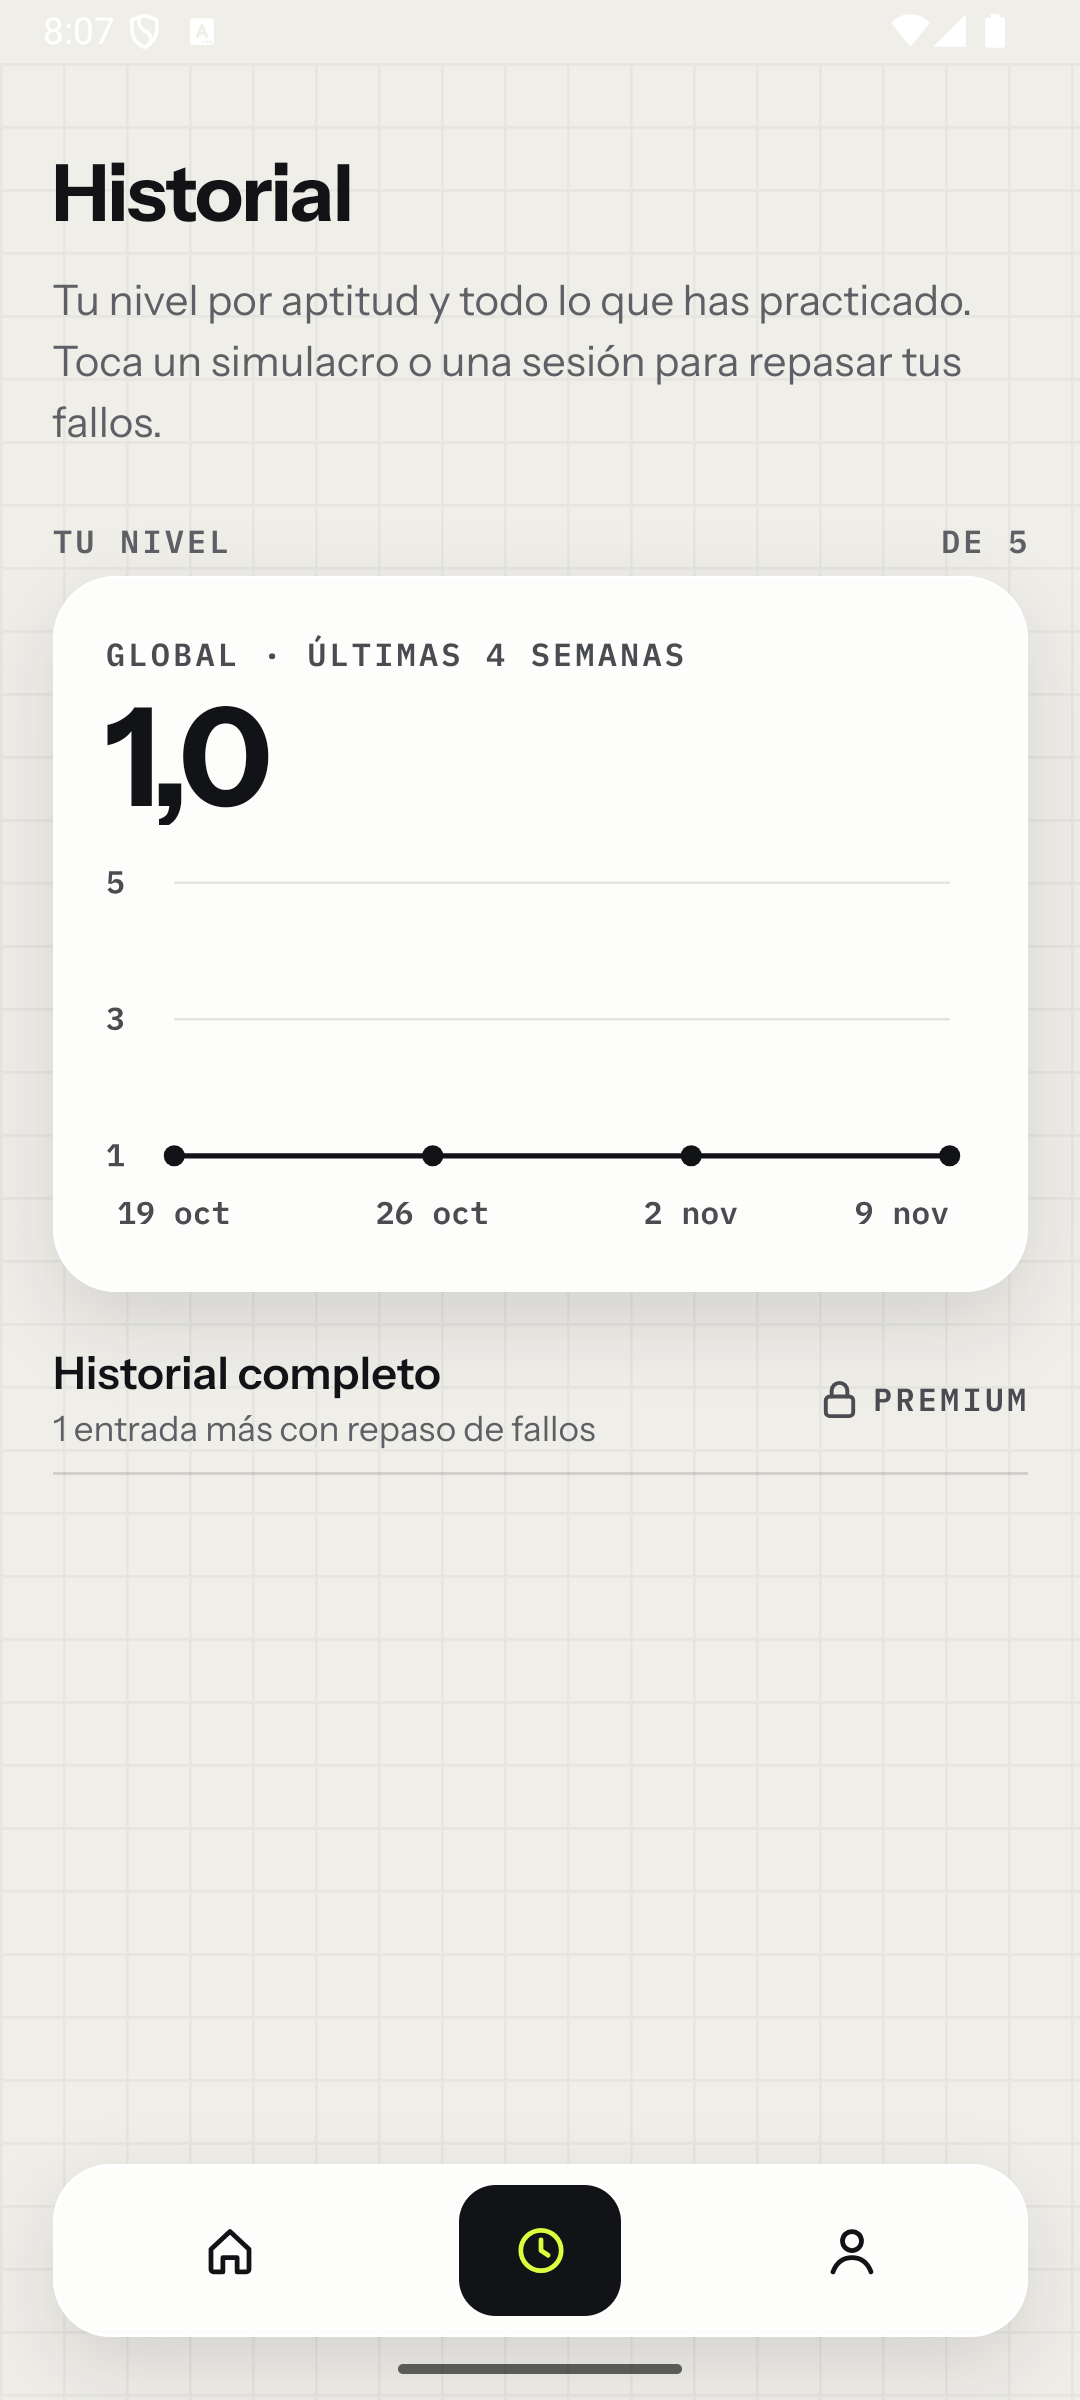 8:07
Historial
Tu nivel por aptitud y todo lo que has practicado.
Toca un simulacro o una sesión para repasar tus
fallos.
TU NIVEL
DE 5
GLOBAL · ÚLTIMAS 4 SEMANAS
1,0
5
3
1
19 oct
26 oct
2 nov
9 nov
Historial completo
1 entrada más con repaso de fallos
PREMIUM